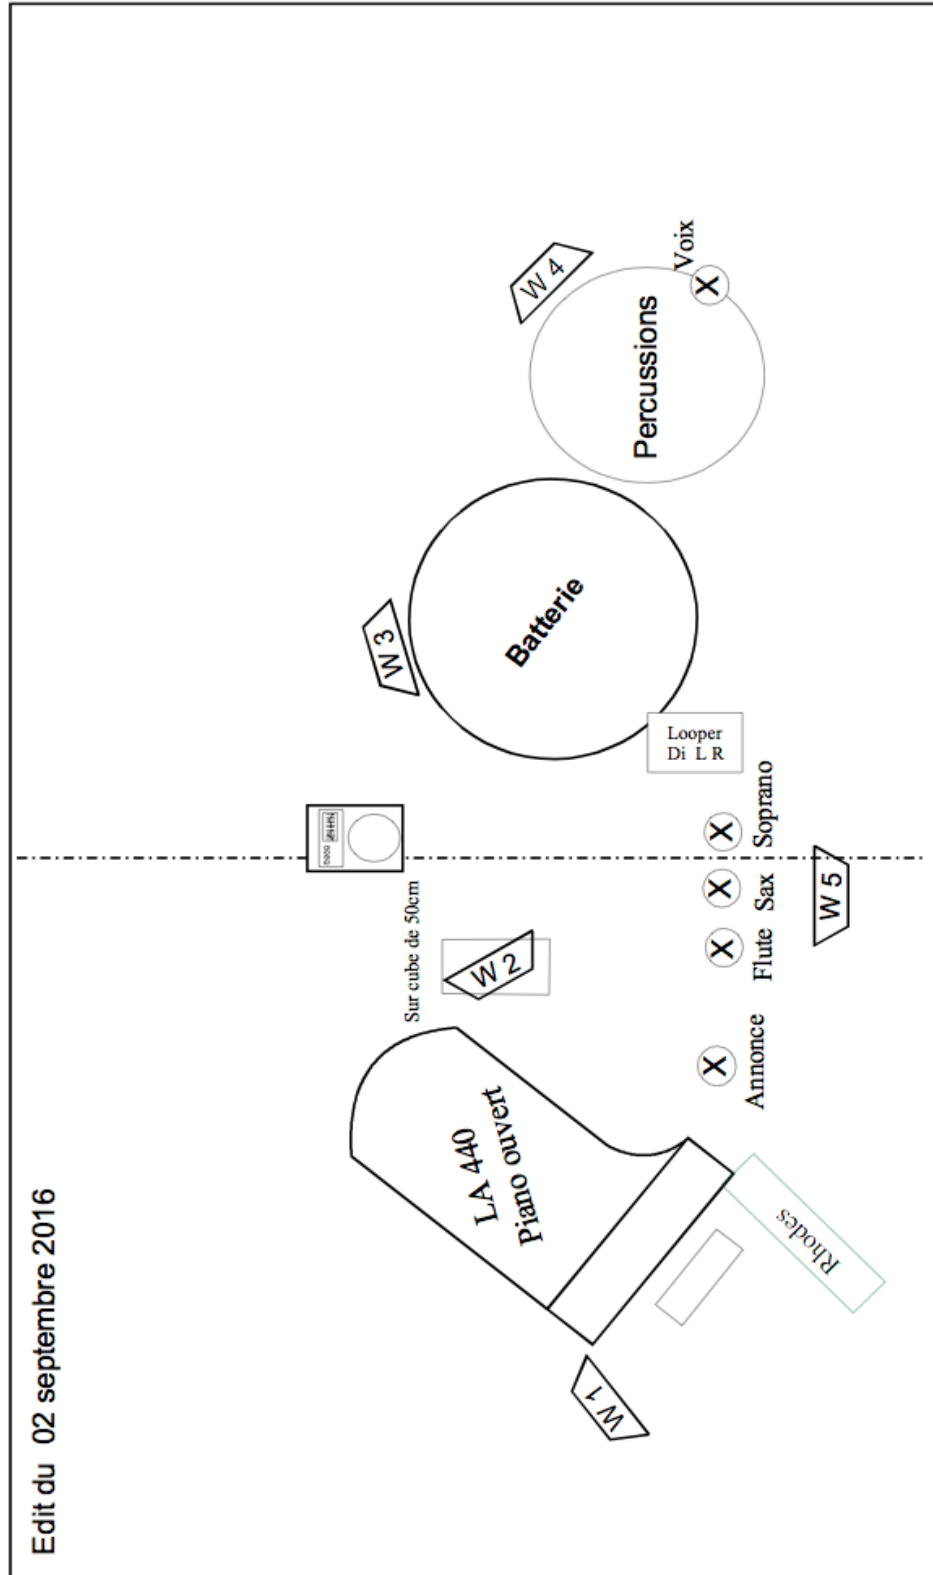 Edit du 02 septembre 2016
Sur cube de 50cm
W 3
W 4
W 2
W 1
LA 440
Piano ouvert
Batterie
Percussions
Voix
X
Looper
Di L R
X
X
X
X
Annonce
Flute
Sax
Soprano
W 5
Rhodes